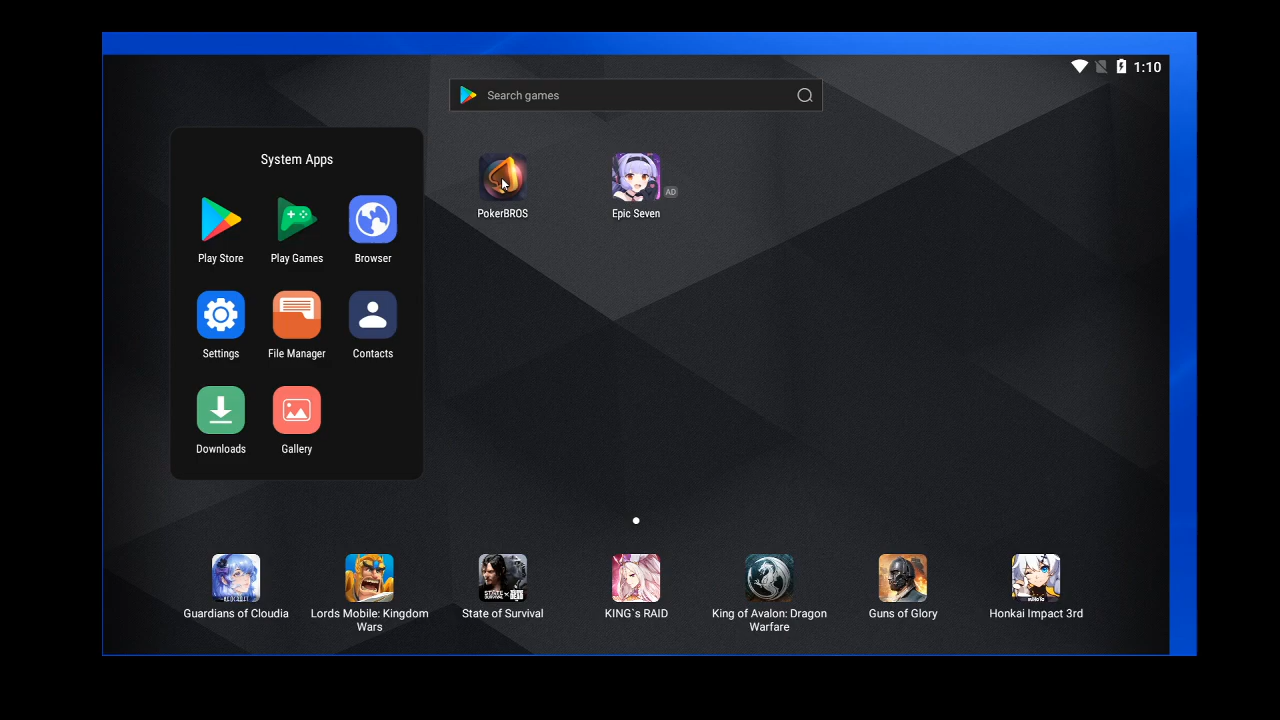 1:10
Search games
System Apps
PokerBROS
AD
Epic Seven
Play Store
Play Games
Browser
Settings
File Manager
Contacts
Downloads
Gallery
Guardians of Cloudia
Lords Mobile: Kingdom
Wars
State of Survival
KING`s RAID
King of Avalon: Dragon
Warfare
Guns of Glory
Honkai Impact 3rd